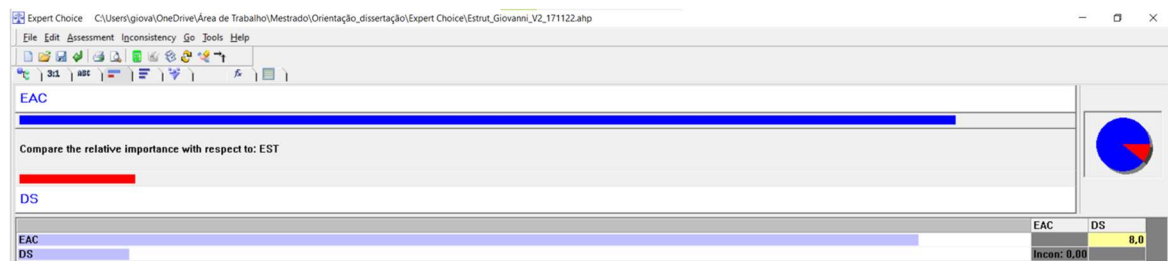 Expert Choice C:\Users\giova\OneDrive\Área de Trabalho\Mestrado\Orientação_dissertação\Expert Choice\Estrut_Giovanni_V2_171122.ahp
File Edit Assessment Inconsistency Go Tools Help
3:1 ABC
EAC
Compare the relative importance with respect to: EST
DS
EAC DS
EAC 8,0
DS Incon: 0,00